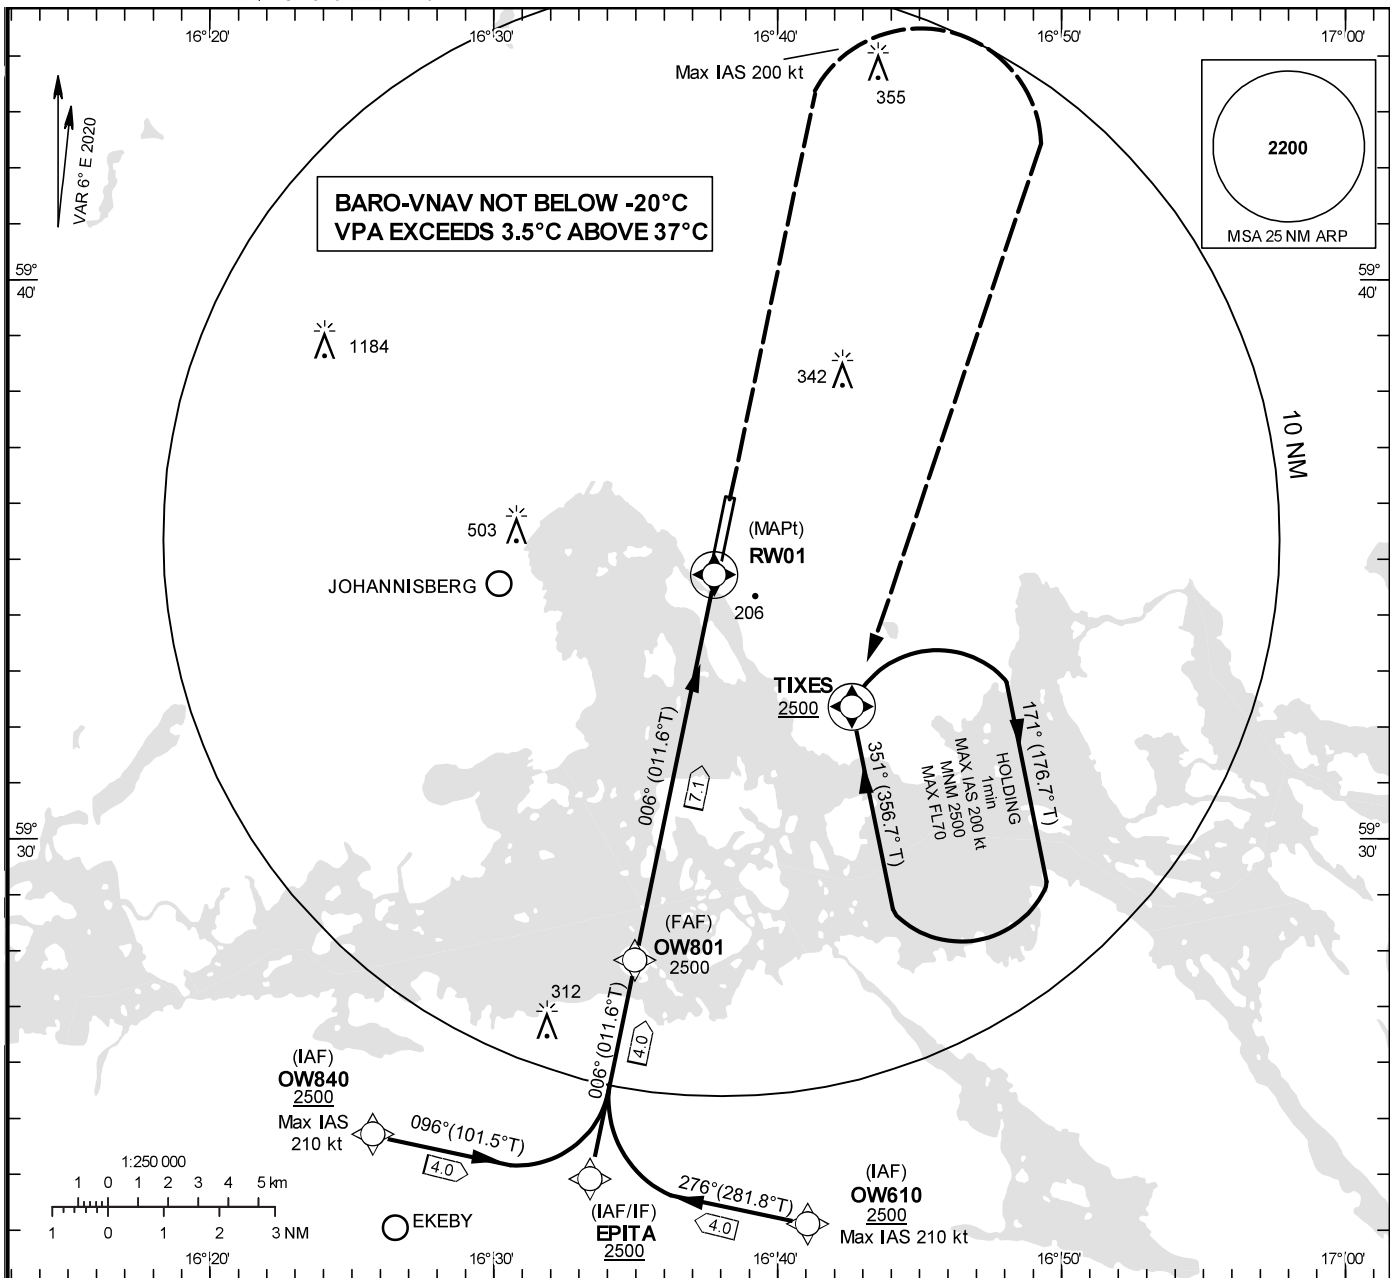 16°20'
16°30'
16°40'
16°50'
17°00'
Max IAS 200 kt
355
2200
MSA 25 NM ARP
VAR 6° E 2020
BARO-VNAV NOT BELOW -20°C
VPA EXCEEDS 3.5°C ABOVE 37°C
59°
40'
59°
40'
1184
342
10 NM
503
(MAPt)
RW01
JOHANNISBERG
206
TIXES
2500
006° (011.6°T)
7.1
351° (356.7° T)
HOLDING
1min
MAX IAS 200 kt
MNM 2500
MAX FL70
171° (176.7° T)
59°
30'
59°
30'
(FAF)
OW801
2500
312
006° (011.6°T)
4.0
(IAF)
OW840
2500
Max IAS
210 kt
096°(101.5°T)
4.0
1:250 000
1 0 1 2 3 4 5 km
1 0 1 2 3 NM
EKEBY
(IAF/IF)
EPITA
2500
276°(281.8°T)
4.0
(IAF)
OW610
2500
Max IAS 210 kt
16°20'
16°30'
16°40'
16°50'
17°00'